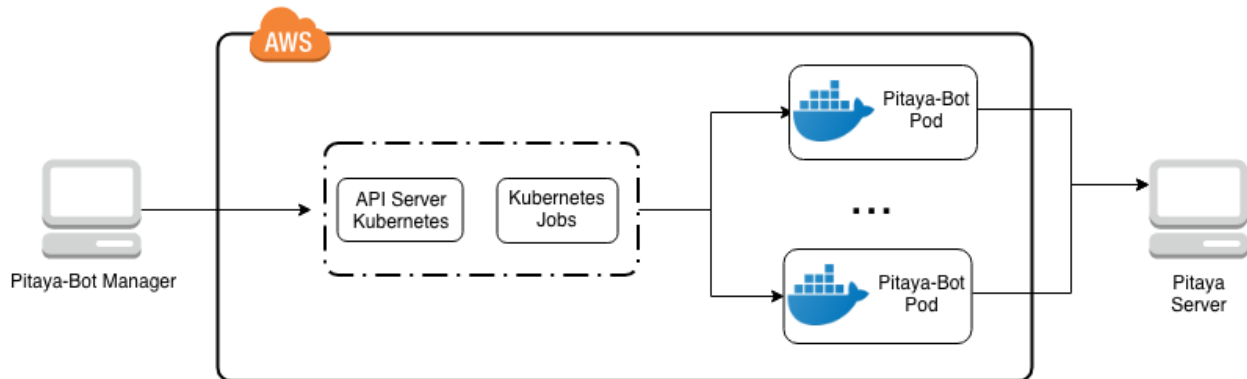 AWS
Pitaya-Bot Manager
API Server
Kubernetes
Kubernetes
Jobs
Pitaya-Bot
Pod
...
Pitaya-Bot
Pod
Pitaya
Server